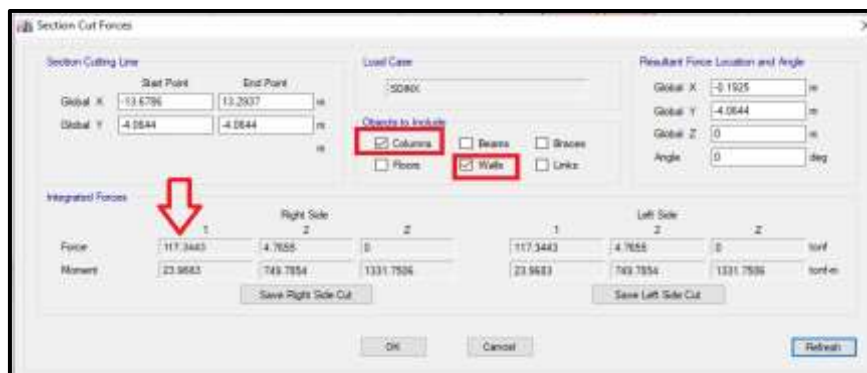 Section Cut Forces
Section Cutting Line
Start Point End Point
Global X -13.6786 13.2937 m
Global Y -4.0644 -4.0644 m
m
Load Case
SDINX
Objects to Include
Columns Beams Braces
Floors Walls Links
Resultant Force Location and Angle
Global X -0.1925 m
Global Y -4.0644 m
Global Z 0 m
Angle 0 deg
Integrated Forces
Right Side Left Side
1 2 Z 1 2 Z
Force 117.3443 4.7655 0 117.3443 4.7655 0 tonf
Moment 23.9683 749.7854 1331.7506 23.9683 749.7854 1331.7506 tonf-m
Save Right Side Cut Save Left Side Cut
OK Cancel Refresh